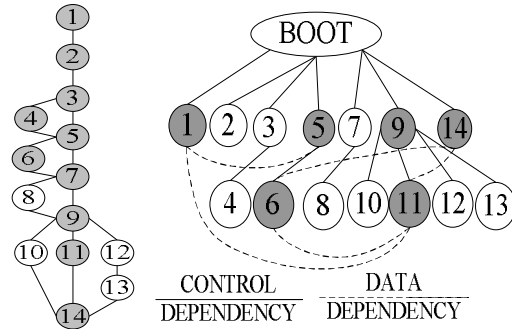 1
2
3
4
5
6
7
8
9
10 11 12
13
14
BOOT
1 2 3 5 7 9 14
4 6 8 10 11 12 13
CONTROL
DEPENDENCY
DATA
DEPENDENCY